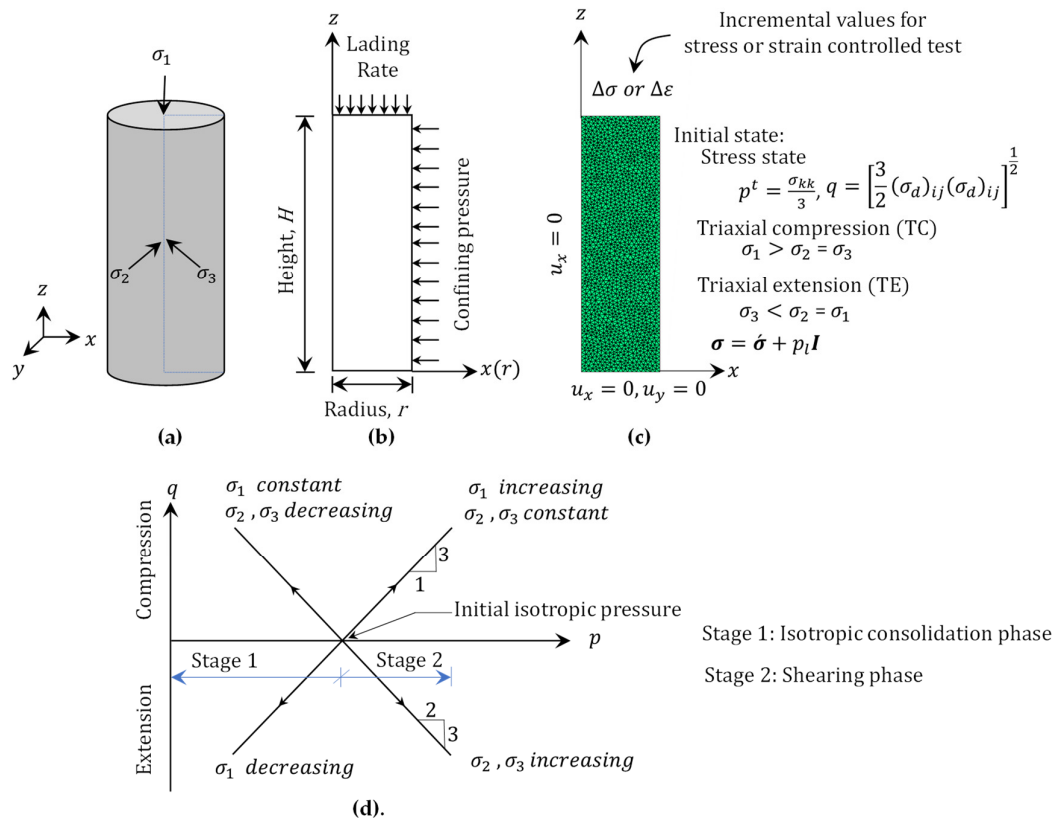 σ₁
σ₂
σ₃
z
x
y
(a)
z
Lading
Rate
Height, H
Confining pressure
x(r)
Radius, r
(b)
z
Incremental values for
stress or strain controlled test
Δσ or Δε
u_x = 0
x
u_x = 0, u_y = 0
(c)
Initial state:
Stress state
p^t = σ_kk/3, q = [3/2 (σ_d)_ij (σ_d)_ij]^(1/2)
Triaxial compression (TC)
σ₁ > σ₂ = σ₃
Triaxial extension (TE)
σ₃ < σ₂ = σ₁
σ = σ́ + p_l I
q
Compression
Extension
σ₁ constant
σ₂ , σ₃ decreasing
σ₁ increasing
σ₂ , σ₃ constant
3
1
Initial isotropic pressure
p
Stage 1
Stage 2
2
3
σ₁ decreasing
σ₂ , σ₃ increasing
Stage 1: Isotropic consolidation phase
Stage 2: Shearing phase
(d).